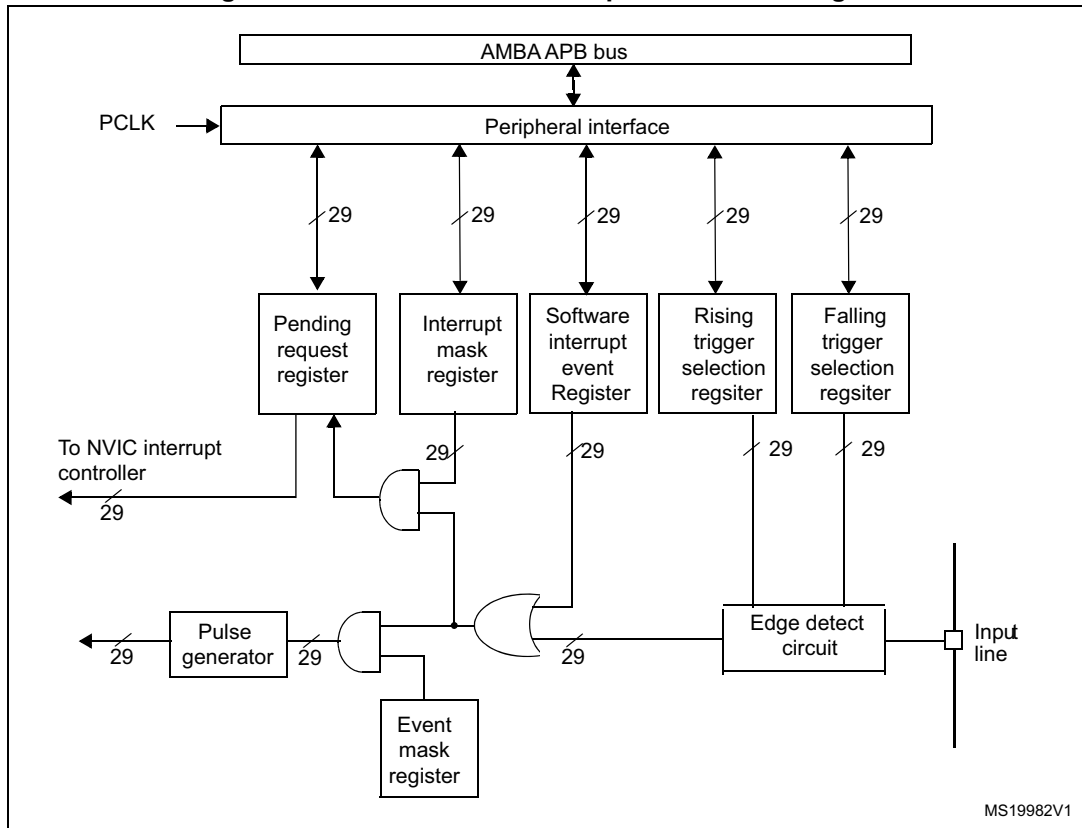 AMBA APB bus
PCLK
Peripheral interface
29
29
29
29
29
Pending
request
register
Interrupt
mask
register
Software
interrupt
event
Register
Rising
trigger
selection
regsiter
Falling
trigger
selection
regsiter
To NVIC interrupt
controller
29
29
29
29
29
Pulse
generator
29
29
29
Edge detect
circuit
Input
line
Event
mask
register
MS19982V1